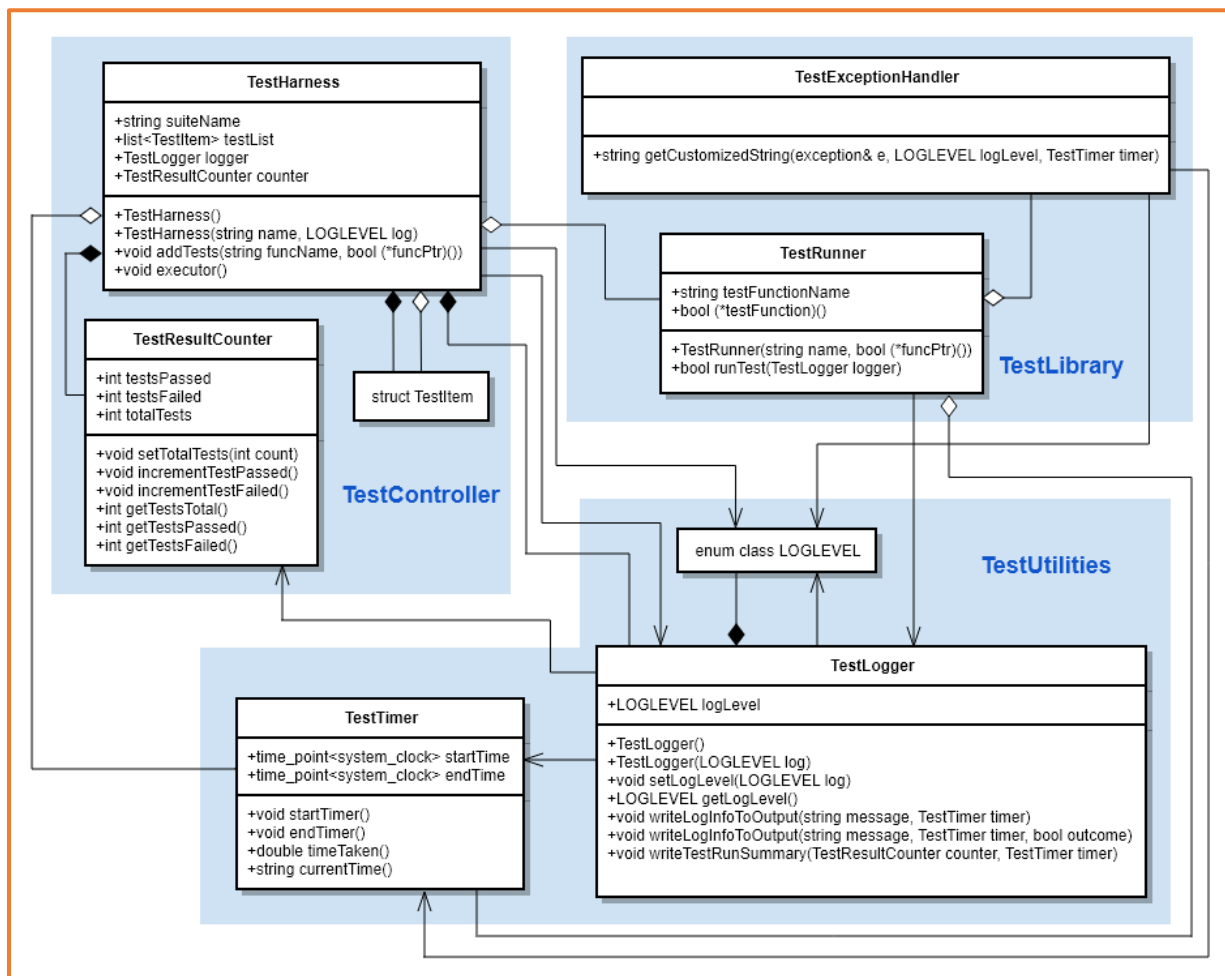 TestHarness
+string suiteName
+list<TestItem> testList
+TestLogger logger
+TestResultCounter counter
+TestHarness()
+TestHarness(string name, LOGLEVEL log)
+void addTests(string funcName, bool (*funcPtr)())
+void executor()
TestResultCounter
+int testsPassed
+int testsFailed
+int totalTests
+void setTotalTests(int count)
+void incrementTestPassed()
+void incrementTestFailed()
+int getTestsTotal()
+int getTestsPassed()
+int getTestsFailed()
struct TestItem
TestController
TestExceptionHandler
+string getCustomizedString(exception& e, LOGLEVEL logLevel, TestTimer timer)
TestRunner
+string testFunctionName
+bool (*testFunction)()
+TestRunner(string name, bool (*funcPtr)())
+bool runTest(TestLogger logger)
TestLibrary
enum class LOGLEVEL
TestUtilities
TestLogger
+LOGLEVEL logLevel
+TestLogger()
+TestLogger(LOGLEVEL log)
+void setLogLevel(LOGLEVEL log)
+LOGLEVEL getLogLevel()
+void writeLogInfoToOutput(string message, TestTimer timer)
+void writeLogInfoToOutput(string message, TestTimer timer, bool outcome)
+void writeTestRunSummary(TestResultCounter counter, TestTimer timer)
TestTimer
+time_point<system_clock> startTime
+time_point<system_clock> endTime
+void startTimer()
+void endTimer()
+double timeTaken()
+string currentTime()